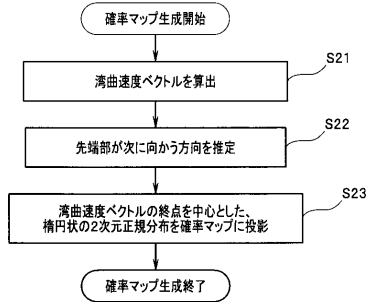 確率マップ生成開始
S21
湾曲速度ベクトルを算出
S22
先端部が次に向かう方向を推定
S23
湾曲速度ベクトルの終点を中心とした、
楕円状の2次元正規分布を確率マップに投影
確率マップ生成終了